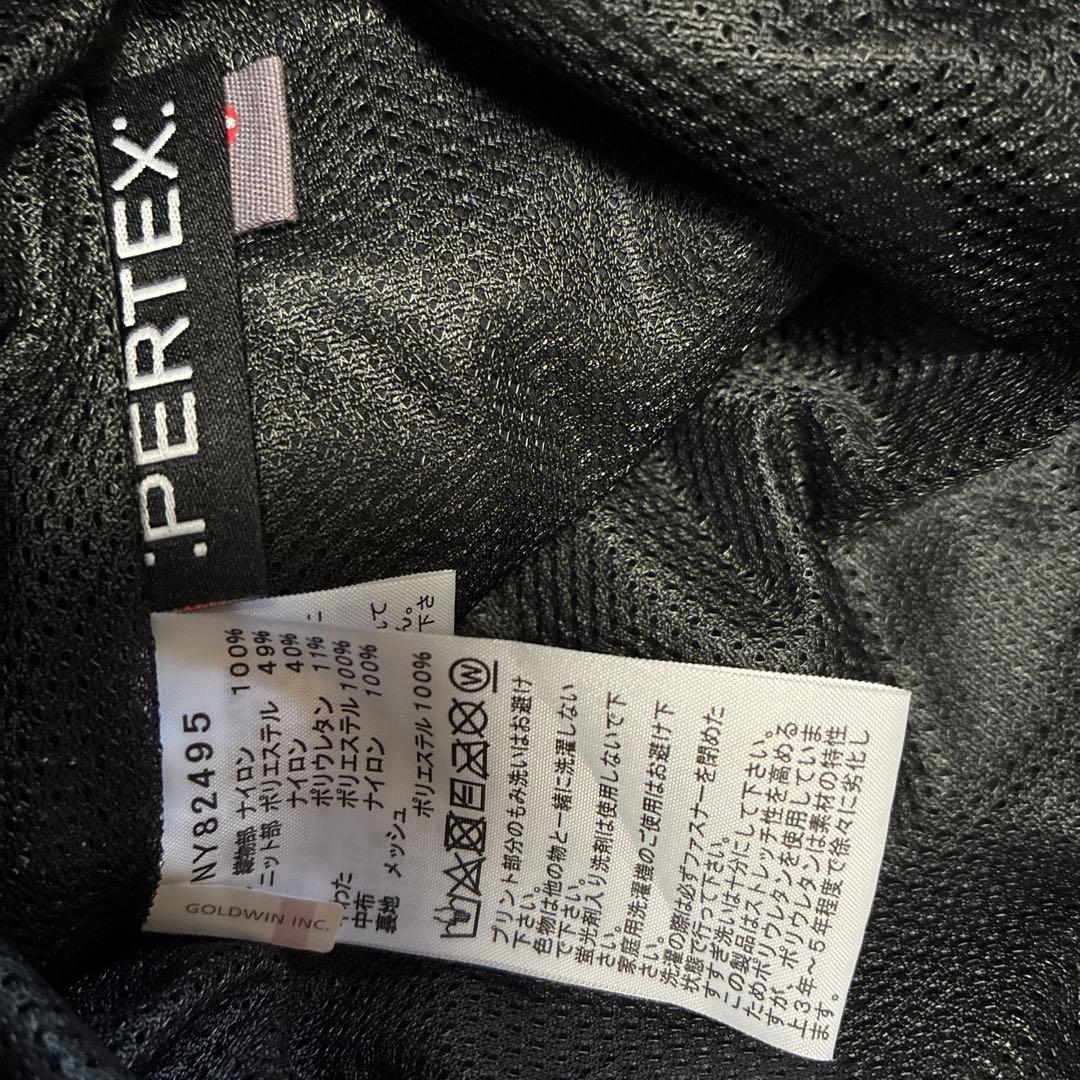 :PERTEX:
NY82495
織物部 ナイロン 100%
ニット部 ポリエステル 49%
ナイロン 40%
ポリウレタン 11%
わた ポリエステル 100%
中布 ナイロン 100%
裏地 メッシュ
ポリエステル 100%
GOLDWIN INC.
W
プリント部分のもみ洗いはお避け
下さい。
色物は他の物と一緒に洗濯しない
で下さい。
蛍光剤入り洗剤は使用しないで下
さい。
家庭用洗濯機のご使用はお避け下
さい。
洗濯の際は必ずファスナーを閉めた
状態で行って下さい。
すすぎ洗いは十分にして下さい。
この製品はストレッチ性を高める
ためポリウレタンを使用していま
すが、ポリウレタンは素材の特性
上3年～5年程度で徐々に劣化し
ます。
して
ん。
下さ